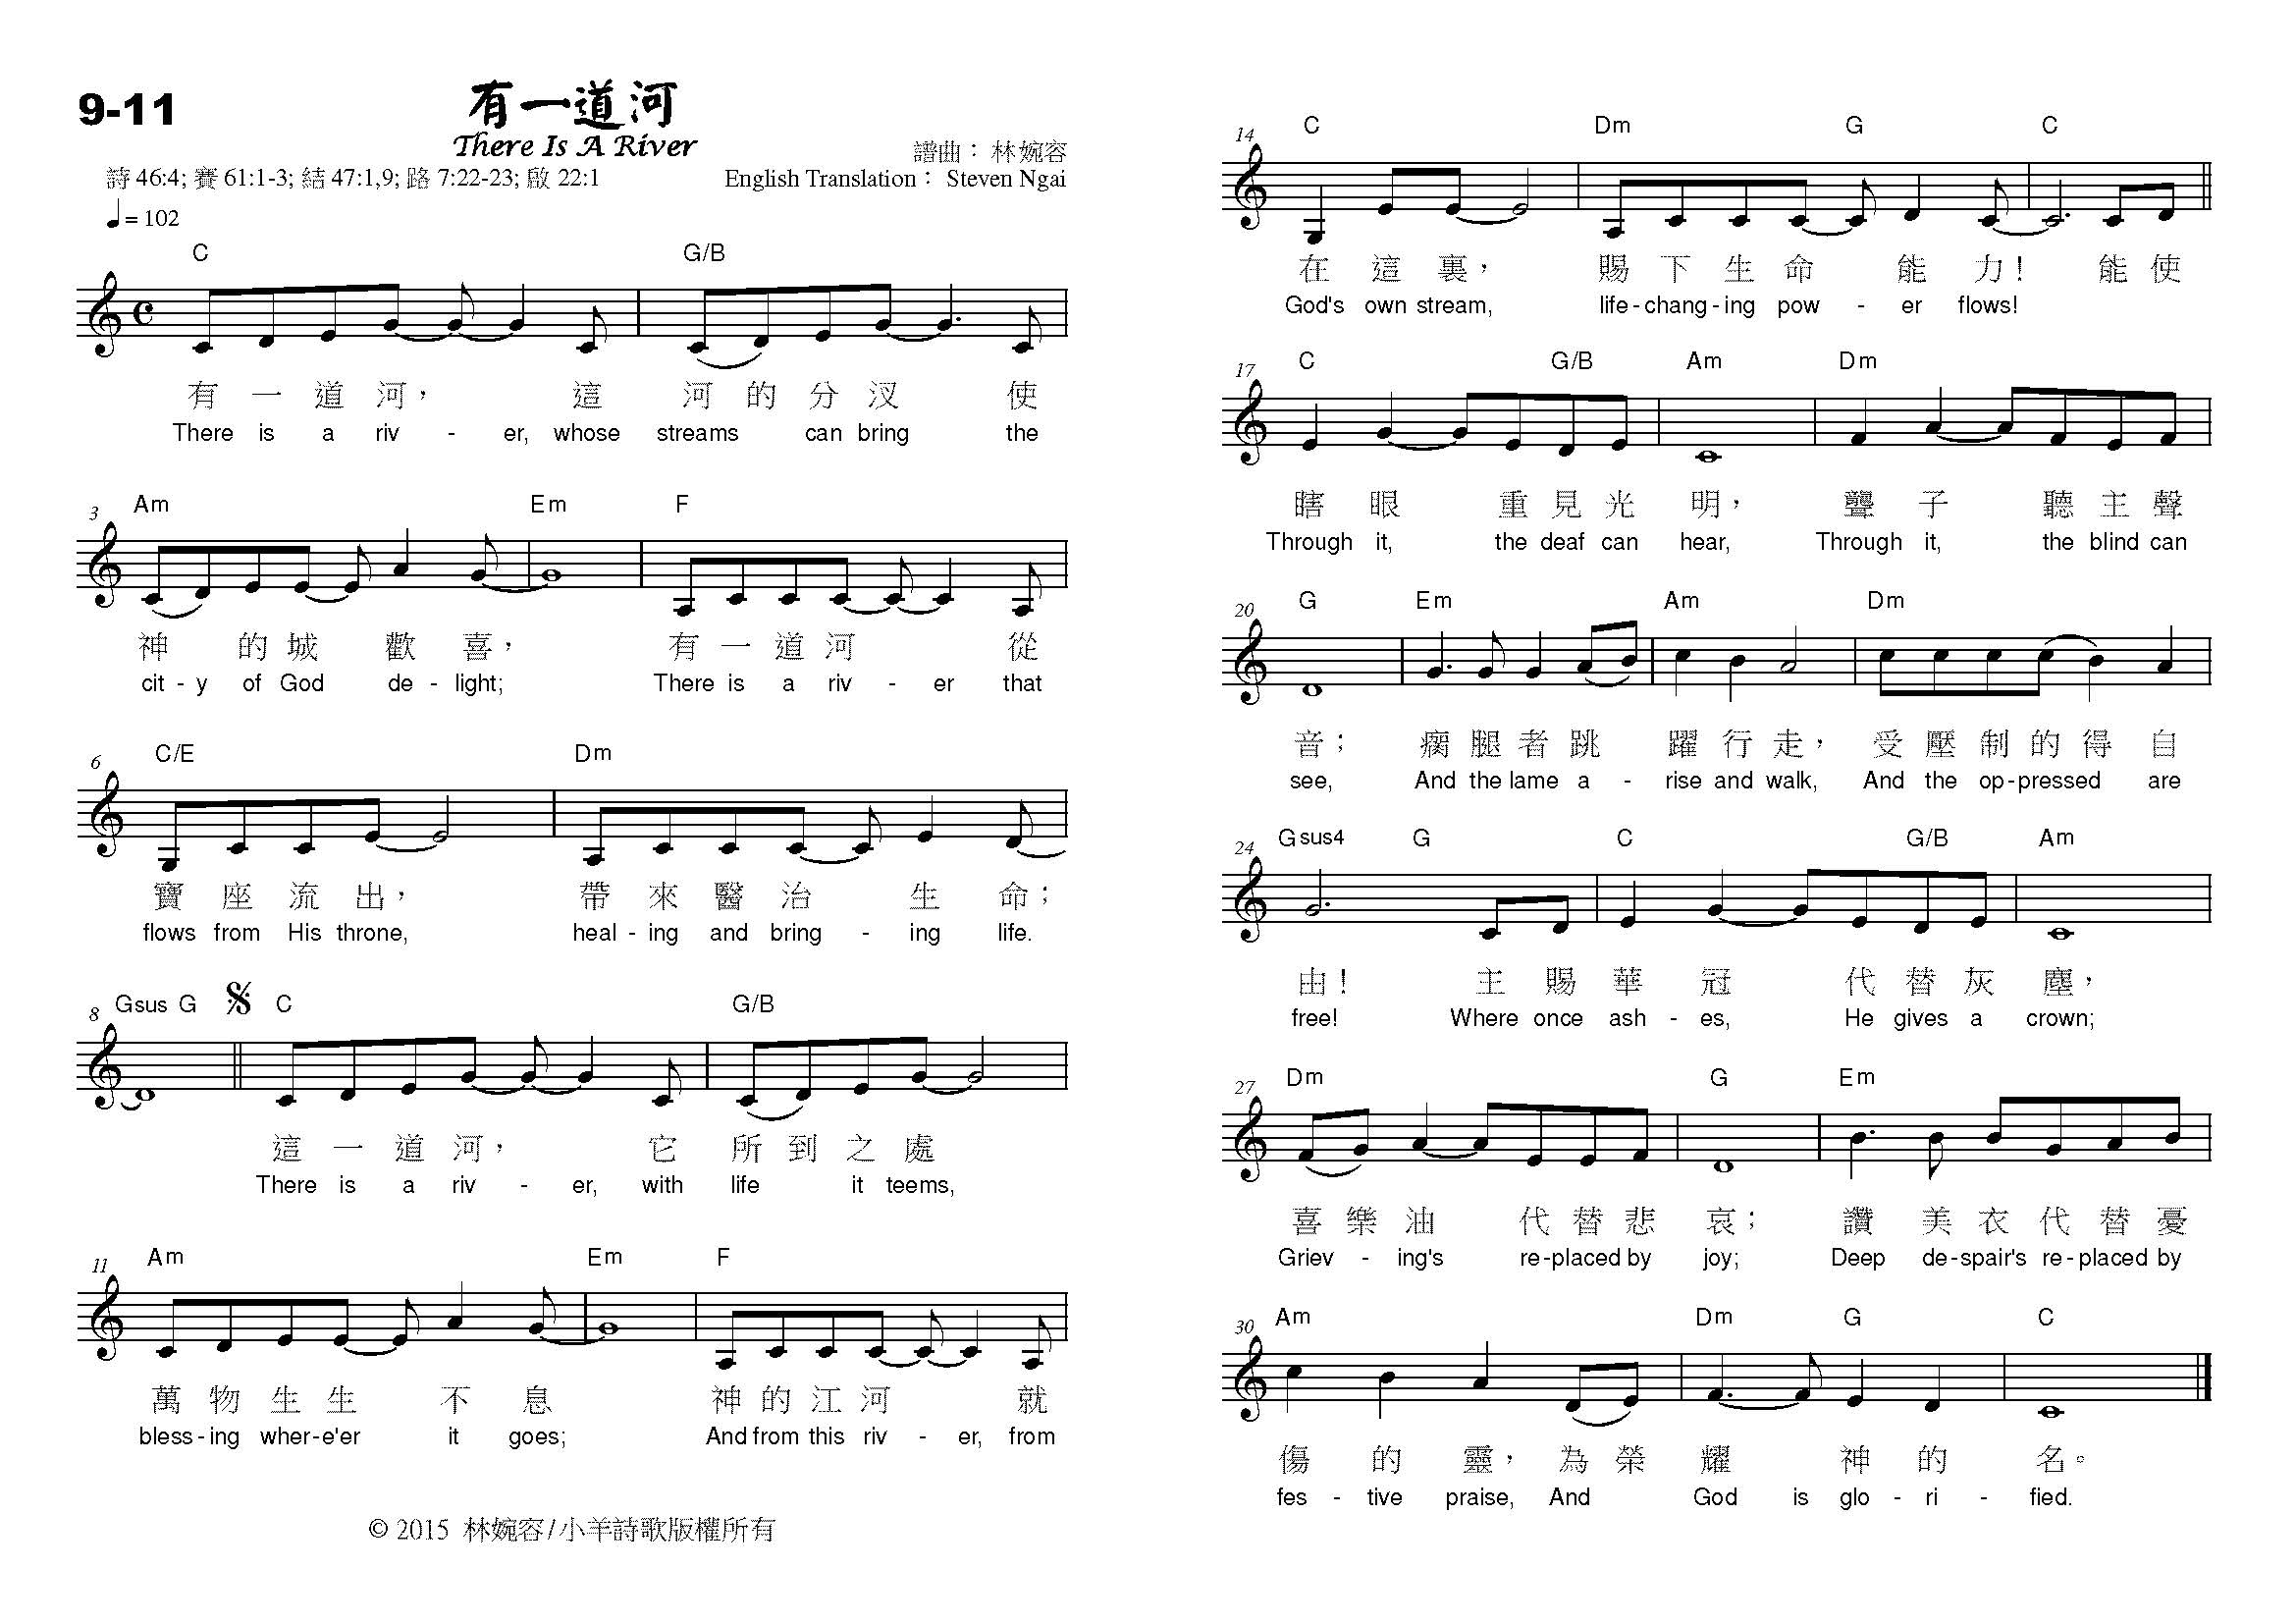 9-11
有一道河
There Is A River
譜曲： 林婉容
詩 46:4; 賽 61:1-3; 結 47:1,9; 路 7:22-23; 啟 22:1
English Translation： Steven Ngai
= 102
C G/B
有 一 道 河， 這 河 的 分 汊 使
There is a riv - er, whose streams can bring the
3 Am Em F
神 的 城 歡 喜， 有 一 道 河 從
cit - y of God de - light; There is a riv - er that
6 C/E Dm
寶 座 流 出， 帶 來 醫 治 生 命；
flows from His throne, heal - ing and bring - ing life.
8 Gsus G C G/B
這 一 道 河， 它 所 到 之 處
There is a riv - er, with life it teems,
11 Am Em F
萬 物 生 生 不 息 神 的 江 河 就
bless - ing wher-e'er it goes; And from this riv - er, from
© 2015 林婉容/小羊詩歌版權所有
14 C Dm G C
在 這 裏， 賜 下 生 命 能 力！ 能 使
God's own stream, life - chang - ing pow - er flows!
17 C G/B Am Dm
瞎 眼 重 見 光 明， 聾 子 聽 主 聲
Through it, the deaf can hear, Through it, the blind can
20 G Em Am Dm
音； 瘸 腿 者 跳 躍 行 走， 受 壓 制 的 得 自
see, And the lame a - rise and walk, And the op - pressed are
24 Gsus4 G C G/B Am
由！ 主 賜 華 冠 代 替 灰 塵，
free! Where once ash - es, He gives a crown;
27 Dm G Em
喜 樂 油 代 替 悲 哀； 讚 美 衣 代 替 憂
Griev - ing's re - placed by joy; Deep de - spair's re - placed by
30 Am Dm G C
傷 的 靈， 為 榮 耀 神 的 名。
fes - tive praise, And God is glo - ri - fied.